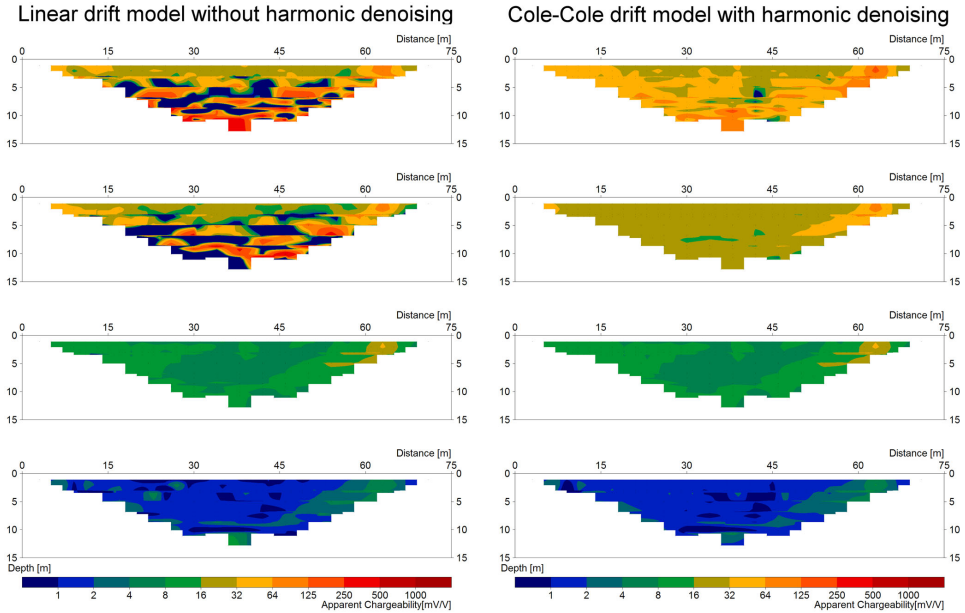 Linear drift model without harmonic denoising
Cole-Cole drift model with harmonic denoising
Distance [m]
0 15 30 45 60 75
0 0
5 5
10 10
15 15
Distance [m]
0 15 30 45 60 75
0 0
5 5
10 10
15 15
Distance [m]
0 15 30 45 60 75
0 0
5 5
10 10
15 15
Distance [m]
0 15 30 45 60 75
0 0
5 5
10 10
15 15
Depth [m]
1 2 4 8 16 32 64 125 250 500 1000
Apparent Chargeability[mV/V]
Distance [m]
0 15 30 45 60 75
0 0
5 5
10 10
15 15
Distance [m]
0 15 30 45 60 75
0 0
5 5
10 10
15 15
Distance [m]
0 15 30 45 60 75
0 0
5 5
10 10
15 15
Distance [m]
0 15 30 45 60 75
0 0
5 5
10 10
15 15
Depth [m]
1 2 4 8 16 32 64 125 250 500 1000
Apparent Chargeability[mV/V]